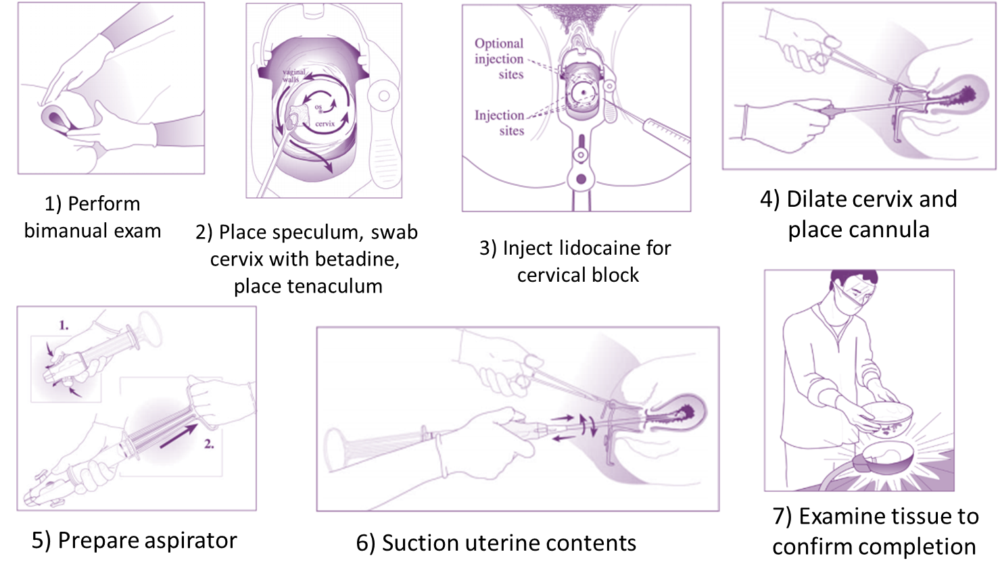 vaginal
walls
os
cervix
Optional
injection
sites
Injection
sites
1) Perform
bimanual exam
2) Place speculum, swab
cervix with betadine,
place tenaculum
3) Inject lidocaine for
cervical block
4) Dilate cervix and
place cannula
1.
2.
5) Prepare aspirator
6) Suction uterine contents
7) Examine tissue to
confirm completion